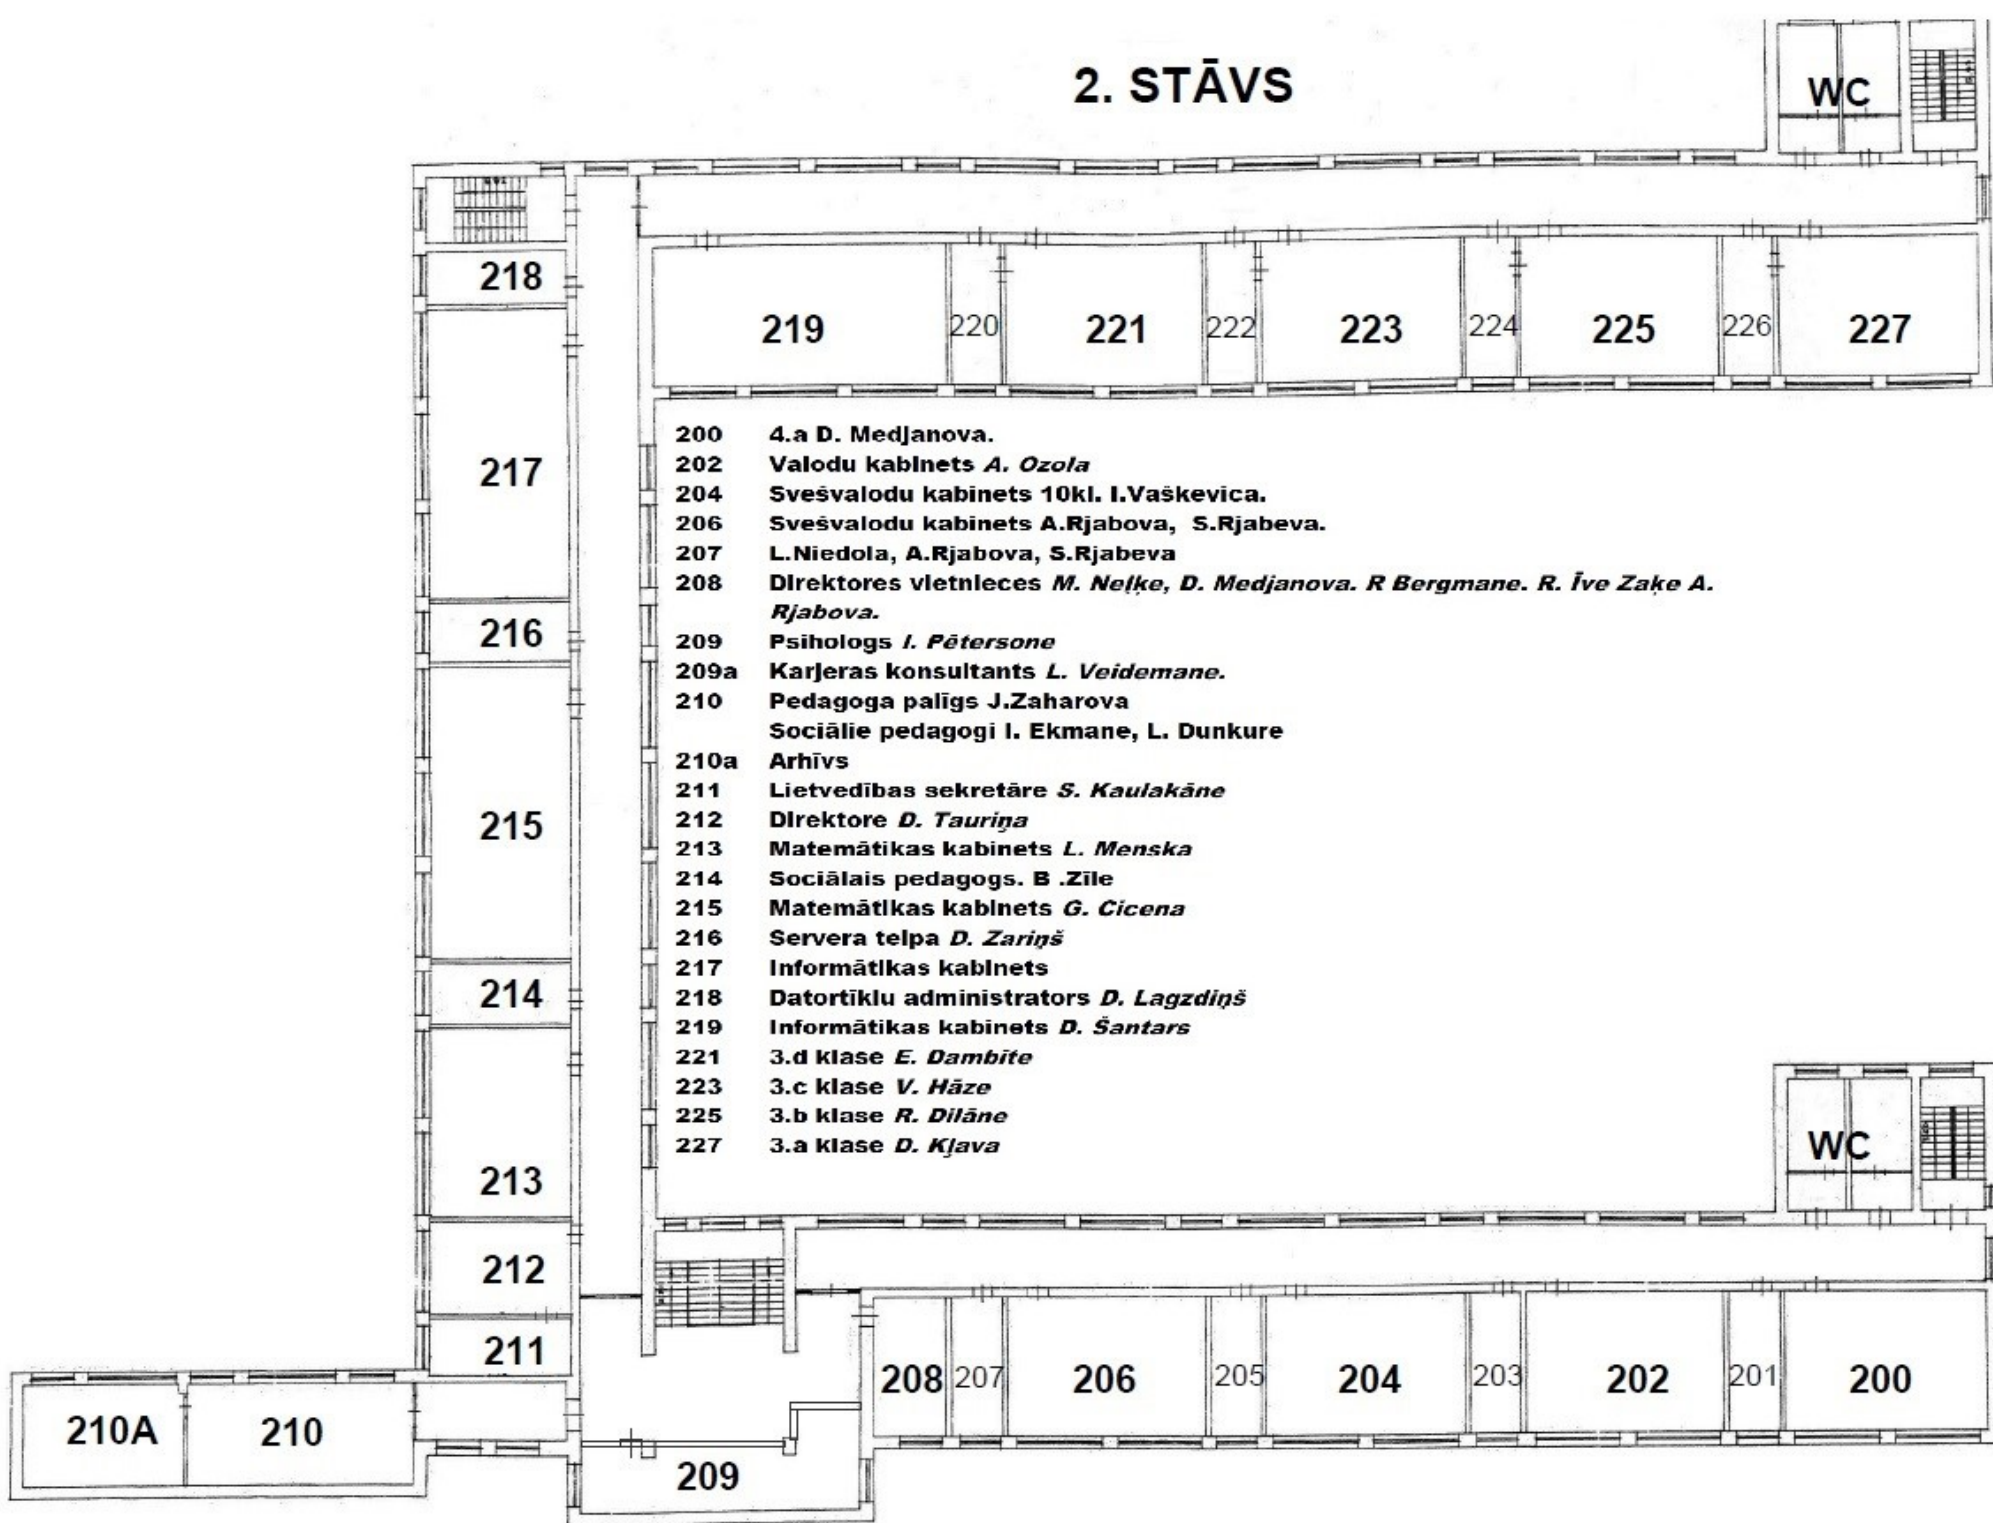 2. STĀVS
WC
218
219
220
221
222
223
224
225
226
227
217
200 4.a D. Medjanova.
202 Valodu kabinets A. Ozola
204 Svešvalodu kabinets 10kl. I.Vaškevica.
206 Svešvalodu kabinets A.Rjabova, S.Rjabeva.
207 L.Niedola, A.Rjabova, S.Rjabeva
208 Direktores vietnieces M. Neļķe, D. Medjanova. R Bergmane. R. Īve Zaķe A.
Rjabova.
209 Psihologs I. Pētersone
209a Karjeras konsultants L. Veidemane.
210 Pedagoga palīgs J.Zaharova
Sociālie pedagogi I. Ekmane, L. Dunkure
210a Arhīvs
211 Lietvedības sekretāre S. Kaulakāne
212 Direktore D. Tauriņa
213 Matemātikas kabinets L. Menska
214 Sociālais pedagogs. B .Zīle
215 Matemātikas kabinets G. Cicena
216 Servera telpa D. Zariņš
217 Informātikas kabinets
218 Datortīklu administrators D. Lagzdiņš
219 Informātikas kabinets D. Šantars
221 3.d klase E. Dambīte
223 3.c klase V. Hāze
225 3.b klase R. Dilāne
227 3.a klase D. Kļava
216
215
214
213
WC
212
211
210A
210
209
208
207
206
205
204
203
202
201
200